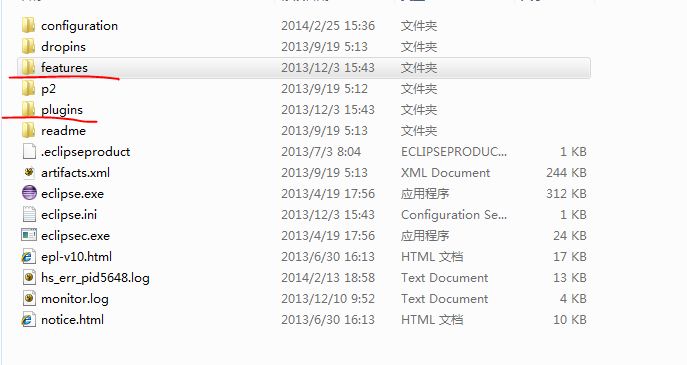 configuration 2014/2/25 15:36 文件夹
dropins 2013/9/19 5:13 文件夹
features 2013/12/3 15:43 文件夹
p2 2013/9/19 5:12 文件夹
plugins 2013/12/3 15:43 文件夹
readme 2013/9/19 5:13 文件夹
.eclipseproduct 2013/7/3 8:04 ECLIPSEPRODUC... 1 KB
artifacts.xml 2013/9/19 5:13 XML Document 244 KB
eclipse.exe 2013/4/19 17:56 应用程序 312 KB
eclipse.ini 2013/12/3 15:43 Configuration Se... 1 KB
eclipsec.exe 2013/4/19 17:56 应用程序 24 KB
epl-v10.html 2013/6/30 16:13 HTML 文档 17 KB
hs_err_pid5648.log 2014/2/13 18:58 Text Document 13 KB
monitor.log 2013/12/10 9:52 Text Document 4 KB
notice.html 2013/6/30 16:13 HTML 文档 10 KB